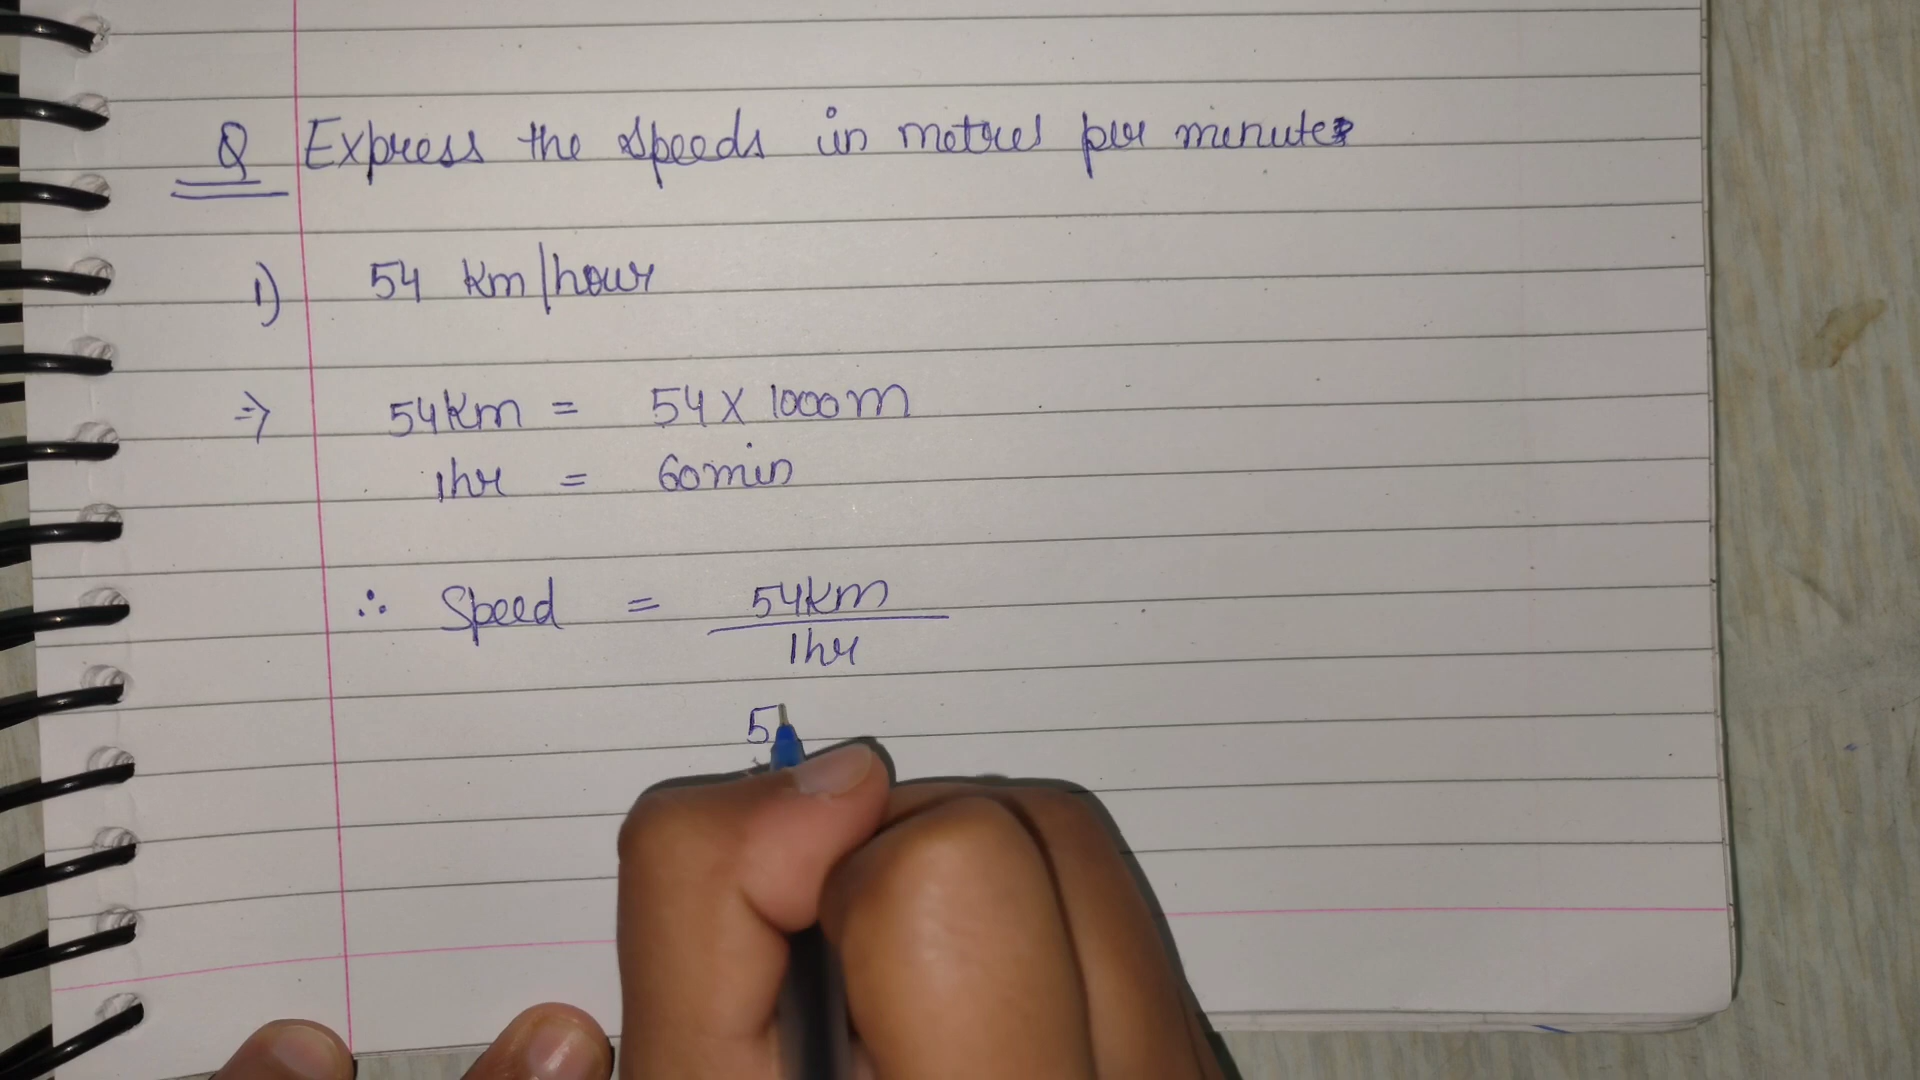 Q Express the speeds in metres per minute
1) 54 Km/hour
⇒ 54Km = 54 x 1000m
1hr = 60min
∴ Speed = 54km
1hr
5